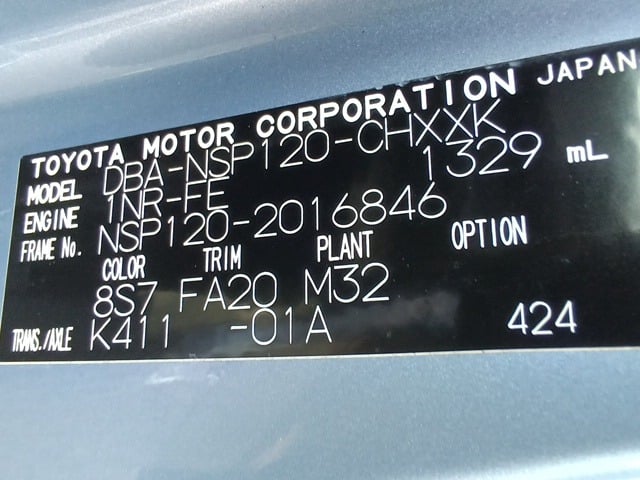 TOYOTA MOTOR CORPORATION JAPAN
MODEL DBA-NSP120-CHXXK
ENGINE 1NR-FE 1329 mL
FRAME No. NSP120-2016846
COLOR TRIM PLANT OPTION
8S7 FA20 M32
TRANS./AXLE K411 -01A 424